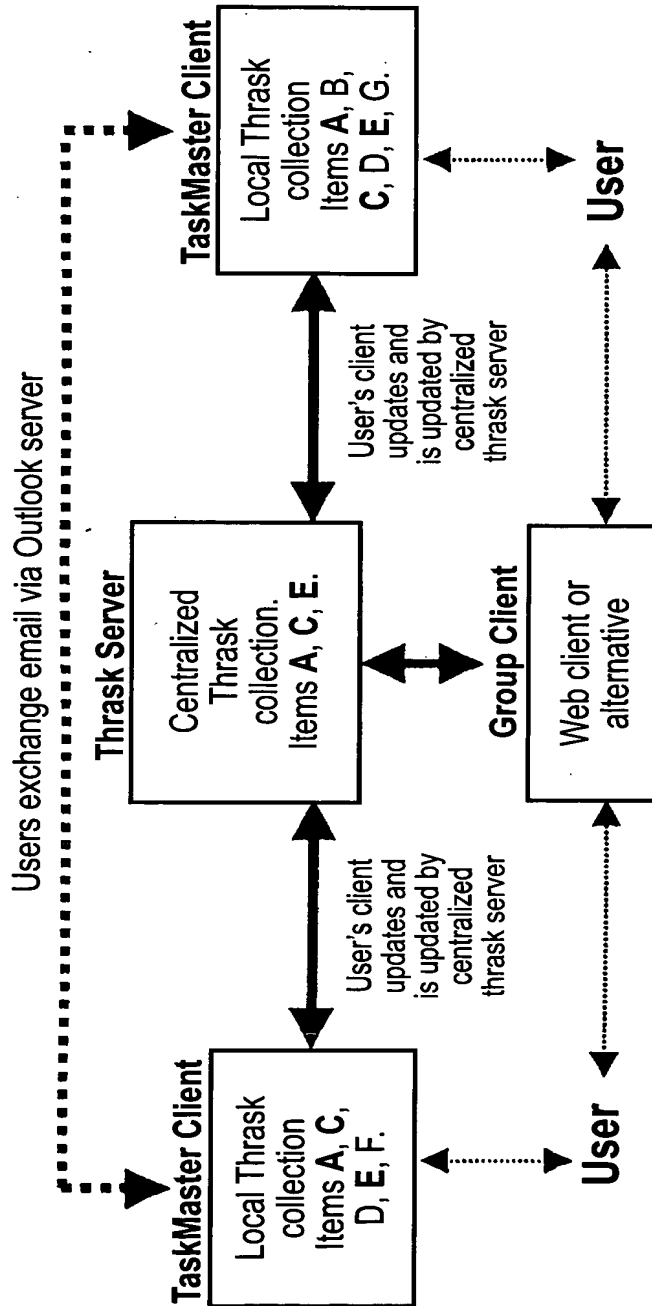 Users exchange email via Outlook server
TaskMaster Client
Local Thrask
collection
Items A, C,
D, E, F.
User's client
updates and
is updated by
centralized
thrask server
Thrask Server
Centralized
Thrask
collection.
Items A, C, E.
User's client
updates and
is updated by
centralized
thrask server
TaskMaster Client
Local Thrask
collection
Items A, B,
C, D, E, G.
User
Group Client
Web client or
alternative
User